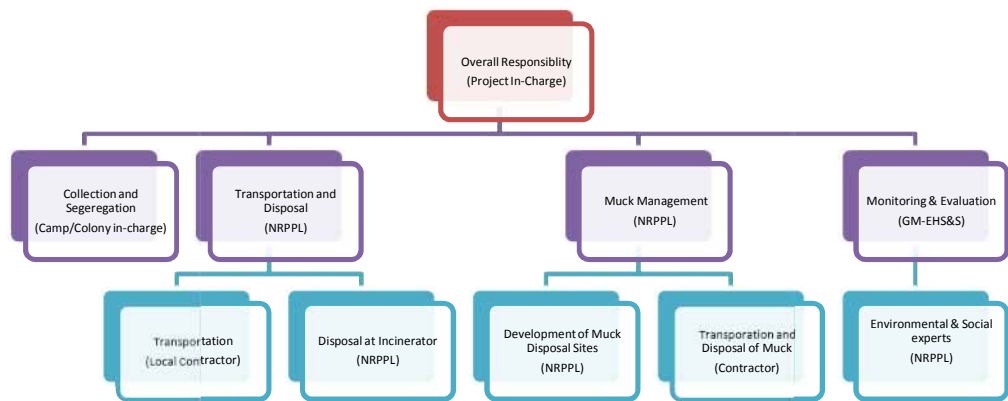 Overall Responsiblity
(Project In-Charge)
Collection and
Segeregation
(Camp/Colony in-charge)
Transportation and
Disposal
(NRPPL)
Muck Management
(NRPPL)
Monitoring & Evaluation
(GM-EHS&S)
Transportation
(Local Contractor)
Disposal at Incinerator
(NRPPL)
Development of Muck
Disposal Sites
(NRPPL)
Transporation and
Disposal of Muck
(Contractor)
Environmental & Social
experts
(NRPPL)